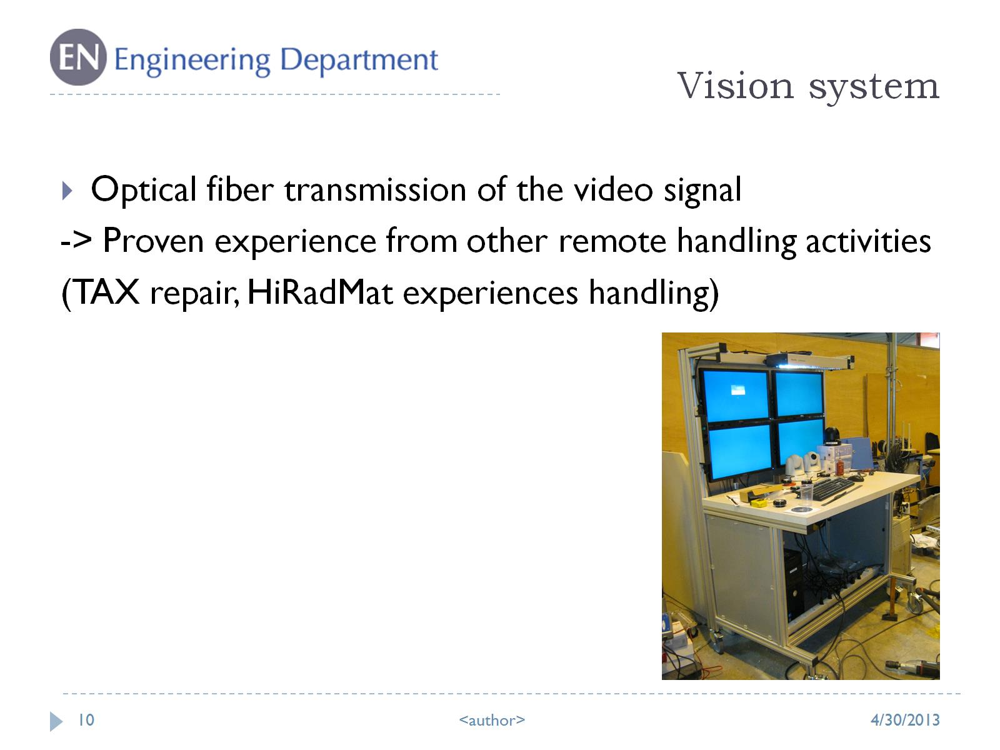 EN Engineering Department
Vision system
Optical fiber transmission of the video signal
-> Proven experience from other remote handling activities
(TAX repair, HiRadMat experiences handling)
10
<author>
4/30/2013